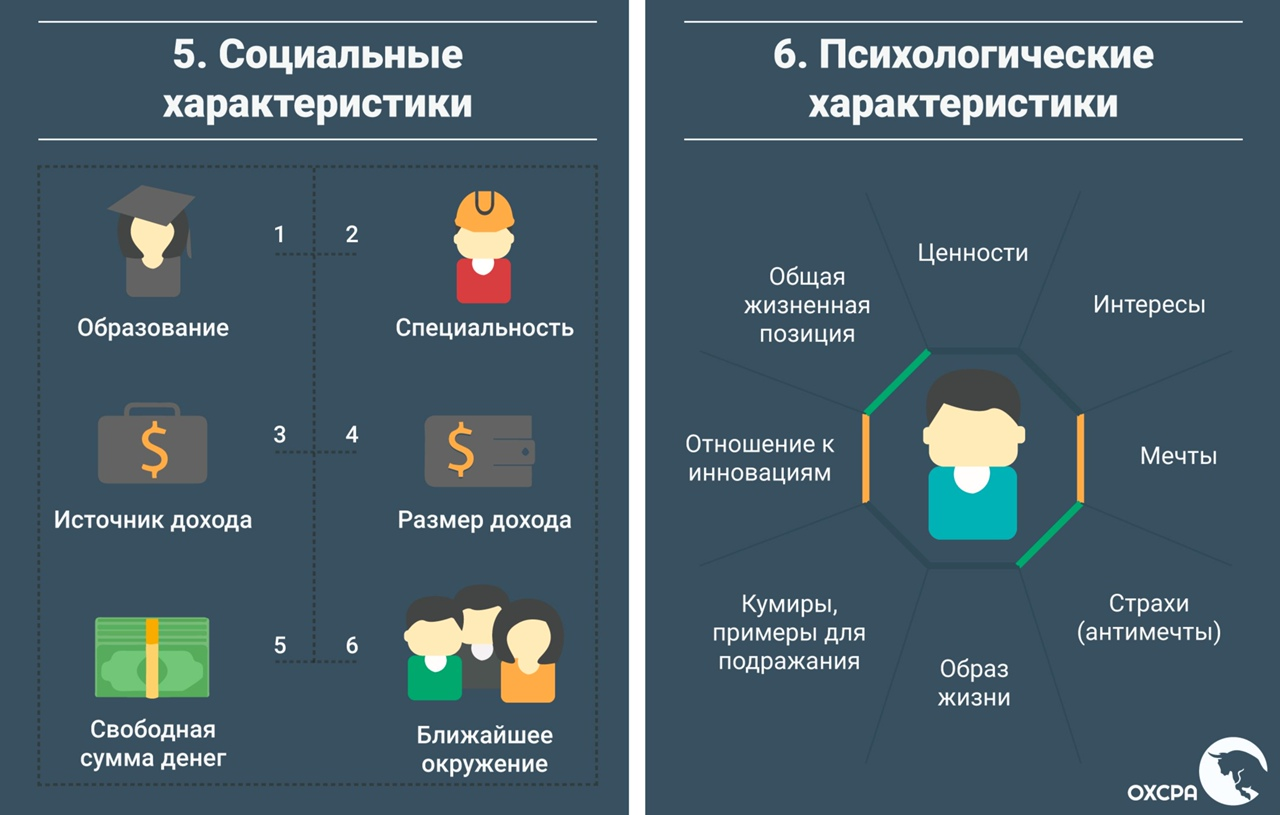 5. Социальные
характеристики
1
2
Образование
Специальность
$
3
4
$
Источник дохода
Размер дохода
5
6
Свободная
сумма денег
Ближайшее
окружение
6. Психологические
характеристики
Ценности
Общая
жизненная
позиция
Интересы
Отношение к
инновациям
Мечты
Кумиры,
примеры для
подражания
Страхи
(антимечты)
Образ
жизни
OXCPA